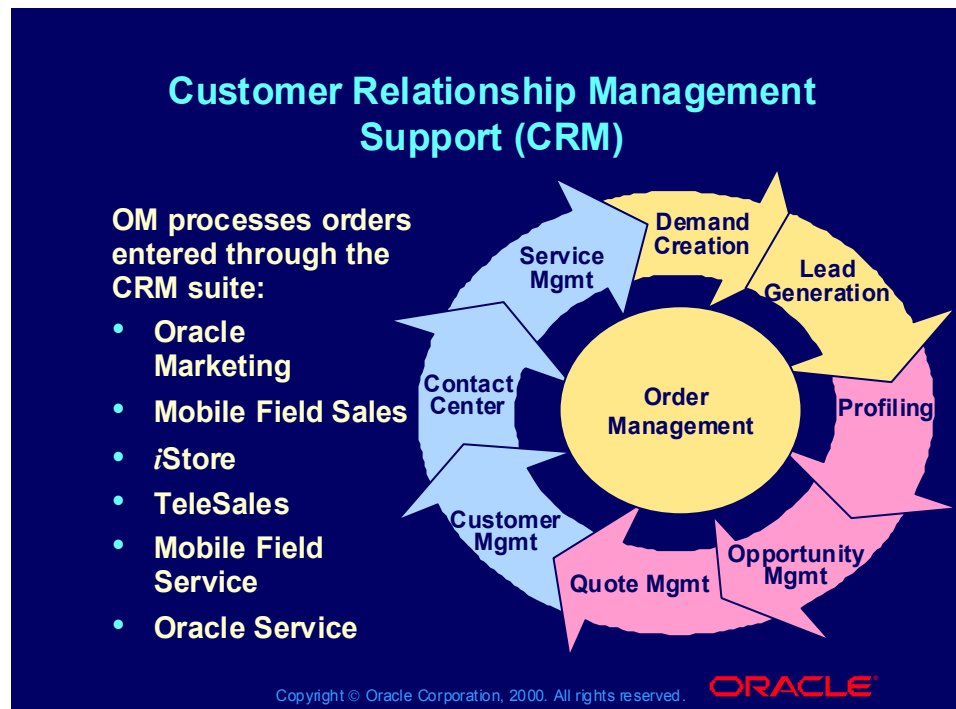 Customer Relationship Management
Support (CRM)
OM processes orders
entered through the
CRM suite:
• Oracle
Marketing
• Mobile Field Sales
• iStore
• TeleSales
• Mobile Field
Service
• Oracle Service
Demand
Creation
Lead
Generation
Profiling
Opportunity
Mgmt
Quote Mgmt
Customer
Mgmt
Contact
Center
Service
Mgmt
Order
Management
Copyright © Oracle Corporation, 2000. All rights reserved.
ORACLE®